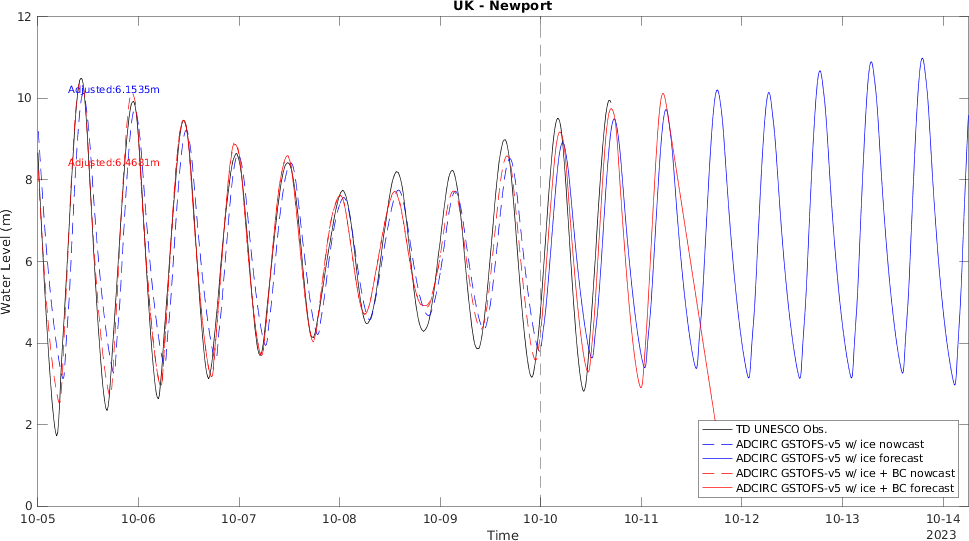 UK - Newport
12
10
8
6
4
2
0
Water Level (m)
Adjusted:6.1535m
Adjusted:6.4631m
TD UNESCO Obs.
ADCIRC GSTOFS-v5 w/ ice nowcast
ADCIRC GSTOFS-v5 w/ ice forecast
ADCIRC GSTOFS-v5 w/ ice + BC nowcast
ADCIRC GSTOFS-v5 w/ ice + BC forecast
10-05 10-06 10-07 10-08 10-09 10-10 10-11 10-12 10-13 10-14
2023
Time